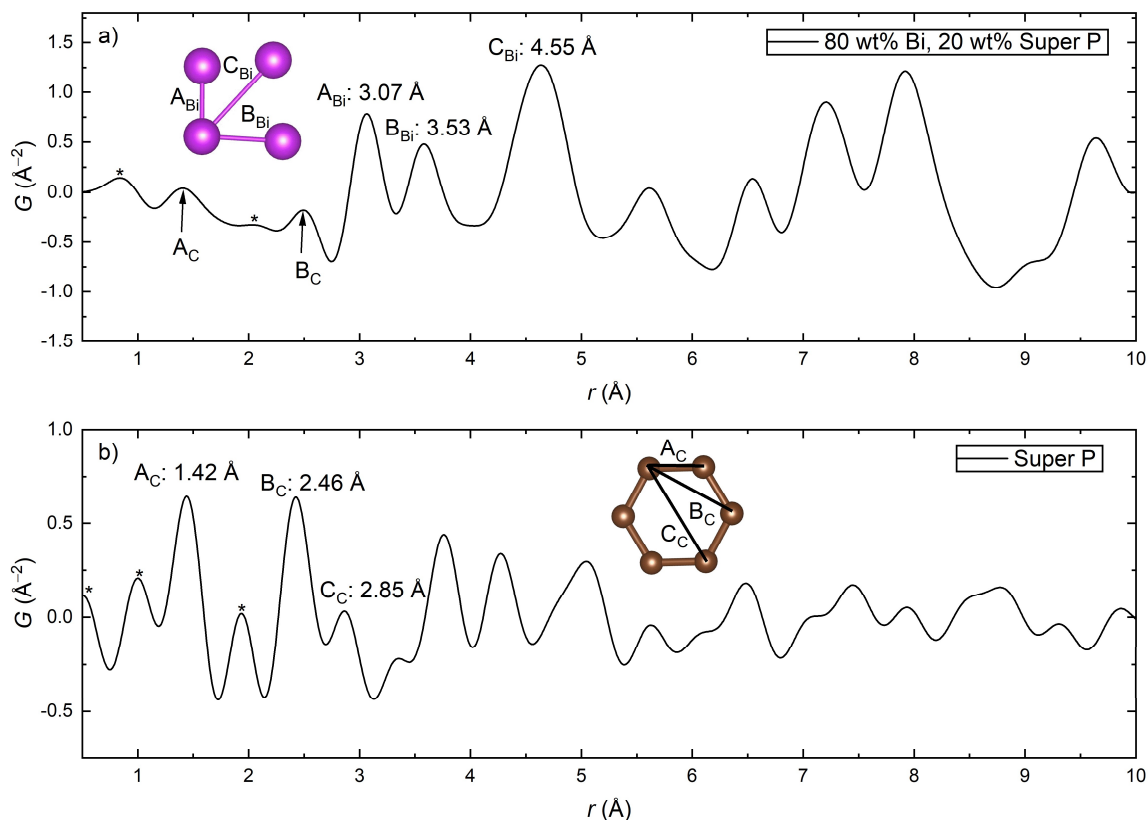 a)
80 wt% Bi, 20 wt% Super P
C_Bi: 4.55 Å
A_Bi: 3.07 Å
B_Bi: 3.53 Å
C_Bi
A_Bi
B_Bi
*
*
A_C
B_C
G (Å⁻²)
1.5
1.0
0.5
0.0
-0.5
-1.0
-1.5
1 2 3 4 5 6 7 8 9 10
r (Å)
b)
Super P
A_C: 1.42 Å
B_C: 2.46 Å
C_C: 2.85 Å
A_C
B_C
C_C
*
*
*
G (Å⁻²)
1.0
0.5
0.0
-0.5
1 2 3 4 5 6 7 8 9 10
r (Å)